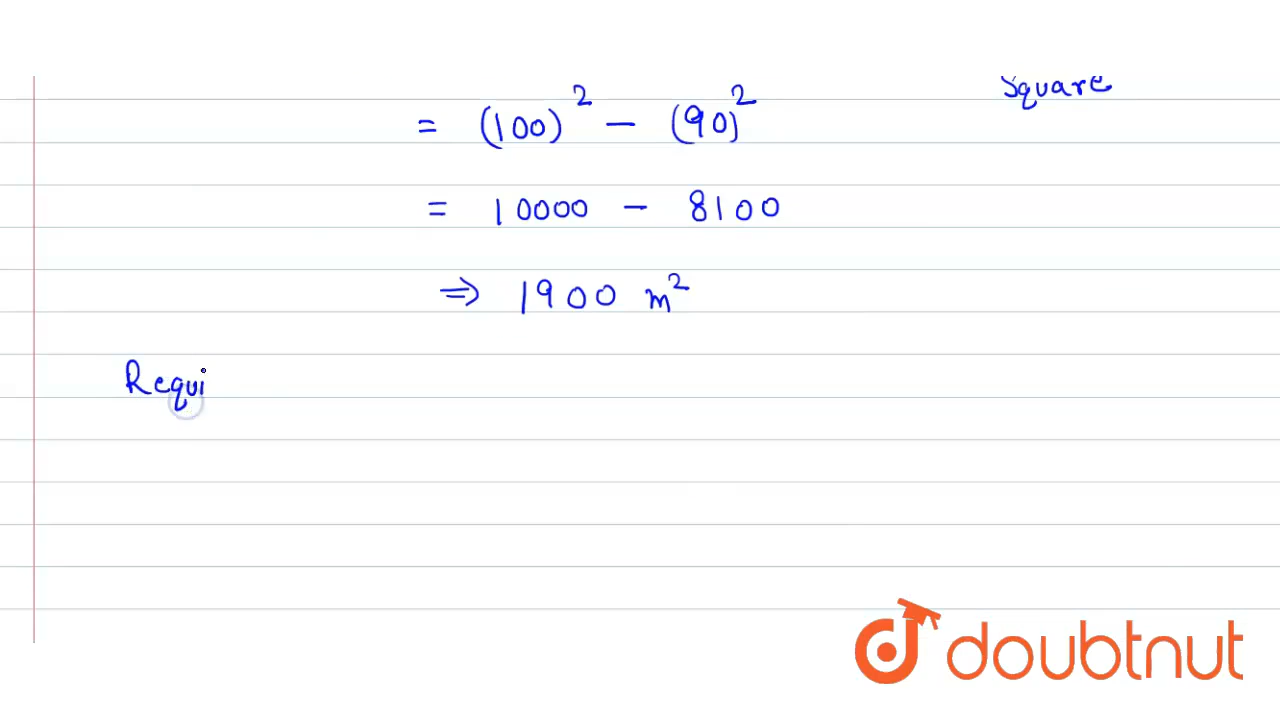 Square
= (100)² − (90)²
= 10000 − 8100
⇒ 1900 m²
Requi
doubtnut